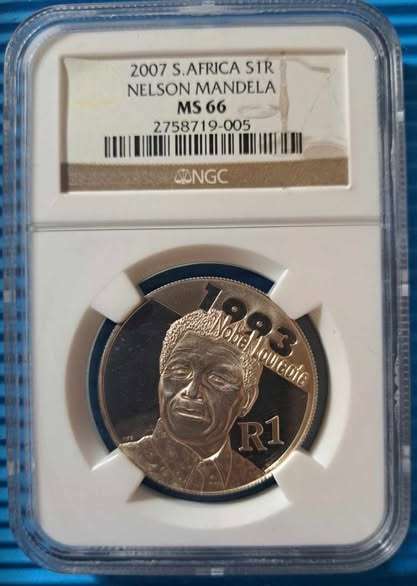 2007 S.AFRICA S1R
NELSON MANDELA
MS 66
2758719-005
NGC
1993
Nobel Laureate
R1